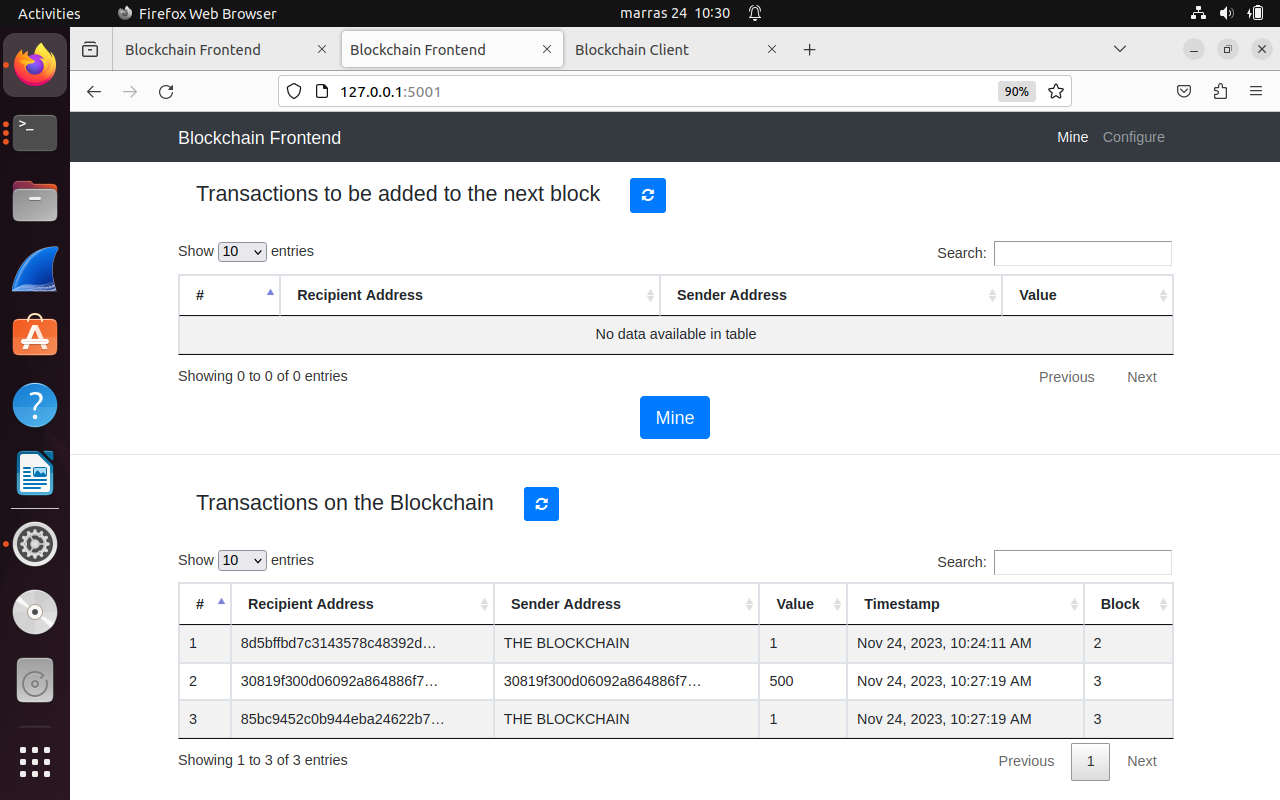 Activities Firefox Web Browser marras 24 10:30
Blockchain Frontend Blockchain Frontend Blockchain Client
127.0.0.1:5001 90%
Blockchain Frontend Mine Configure
Transactions to be added to the next block
Show 10 entries Search:
# Recipient Address Sender Address Value
No data available in table
Showing 0 to 0 of 0 entries Previous Next
Mine
Transactions on the Blockchain
Show 10 entries Search:
# Recipient Address Sender Address Value Timestamp Block
1 8d5bffbd7c3143578c48392d… THE BLOCKCHAIN 1 Nov 24, 2023, 10:24:11 AM 2
2 30819f300d06092a864886f7… 30819f300d06092a864886f7… 500 Nov 24, 2023, 10:27:19 AM 3
3 85bc9452c0b944eba24622b7… THE BLOCKCHAIN 1 Nov 24, 2023, 10:27:19 AM 3
Showing 1 to 3 of 3 entries Previous 1 Next